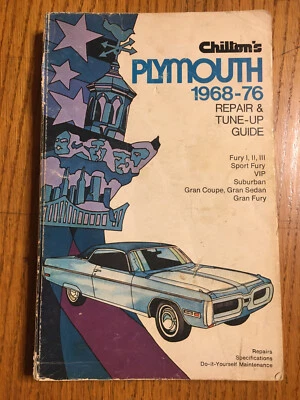 Chilton's
PLYMOUTH
1968-76
REPAIR &
TUNE-UP
GUIDE
Fury I, II, III
Sport Fury
VIP
Suburban
Gran Coupe, Gran Sedan
Gran Fury
Repairs
Specifications
Do-it-Yourself Maintenance